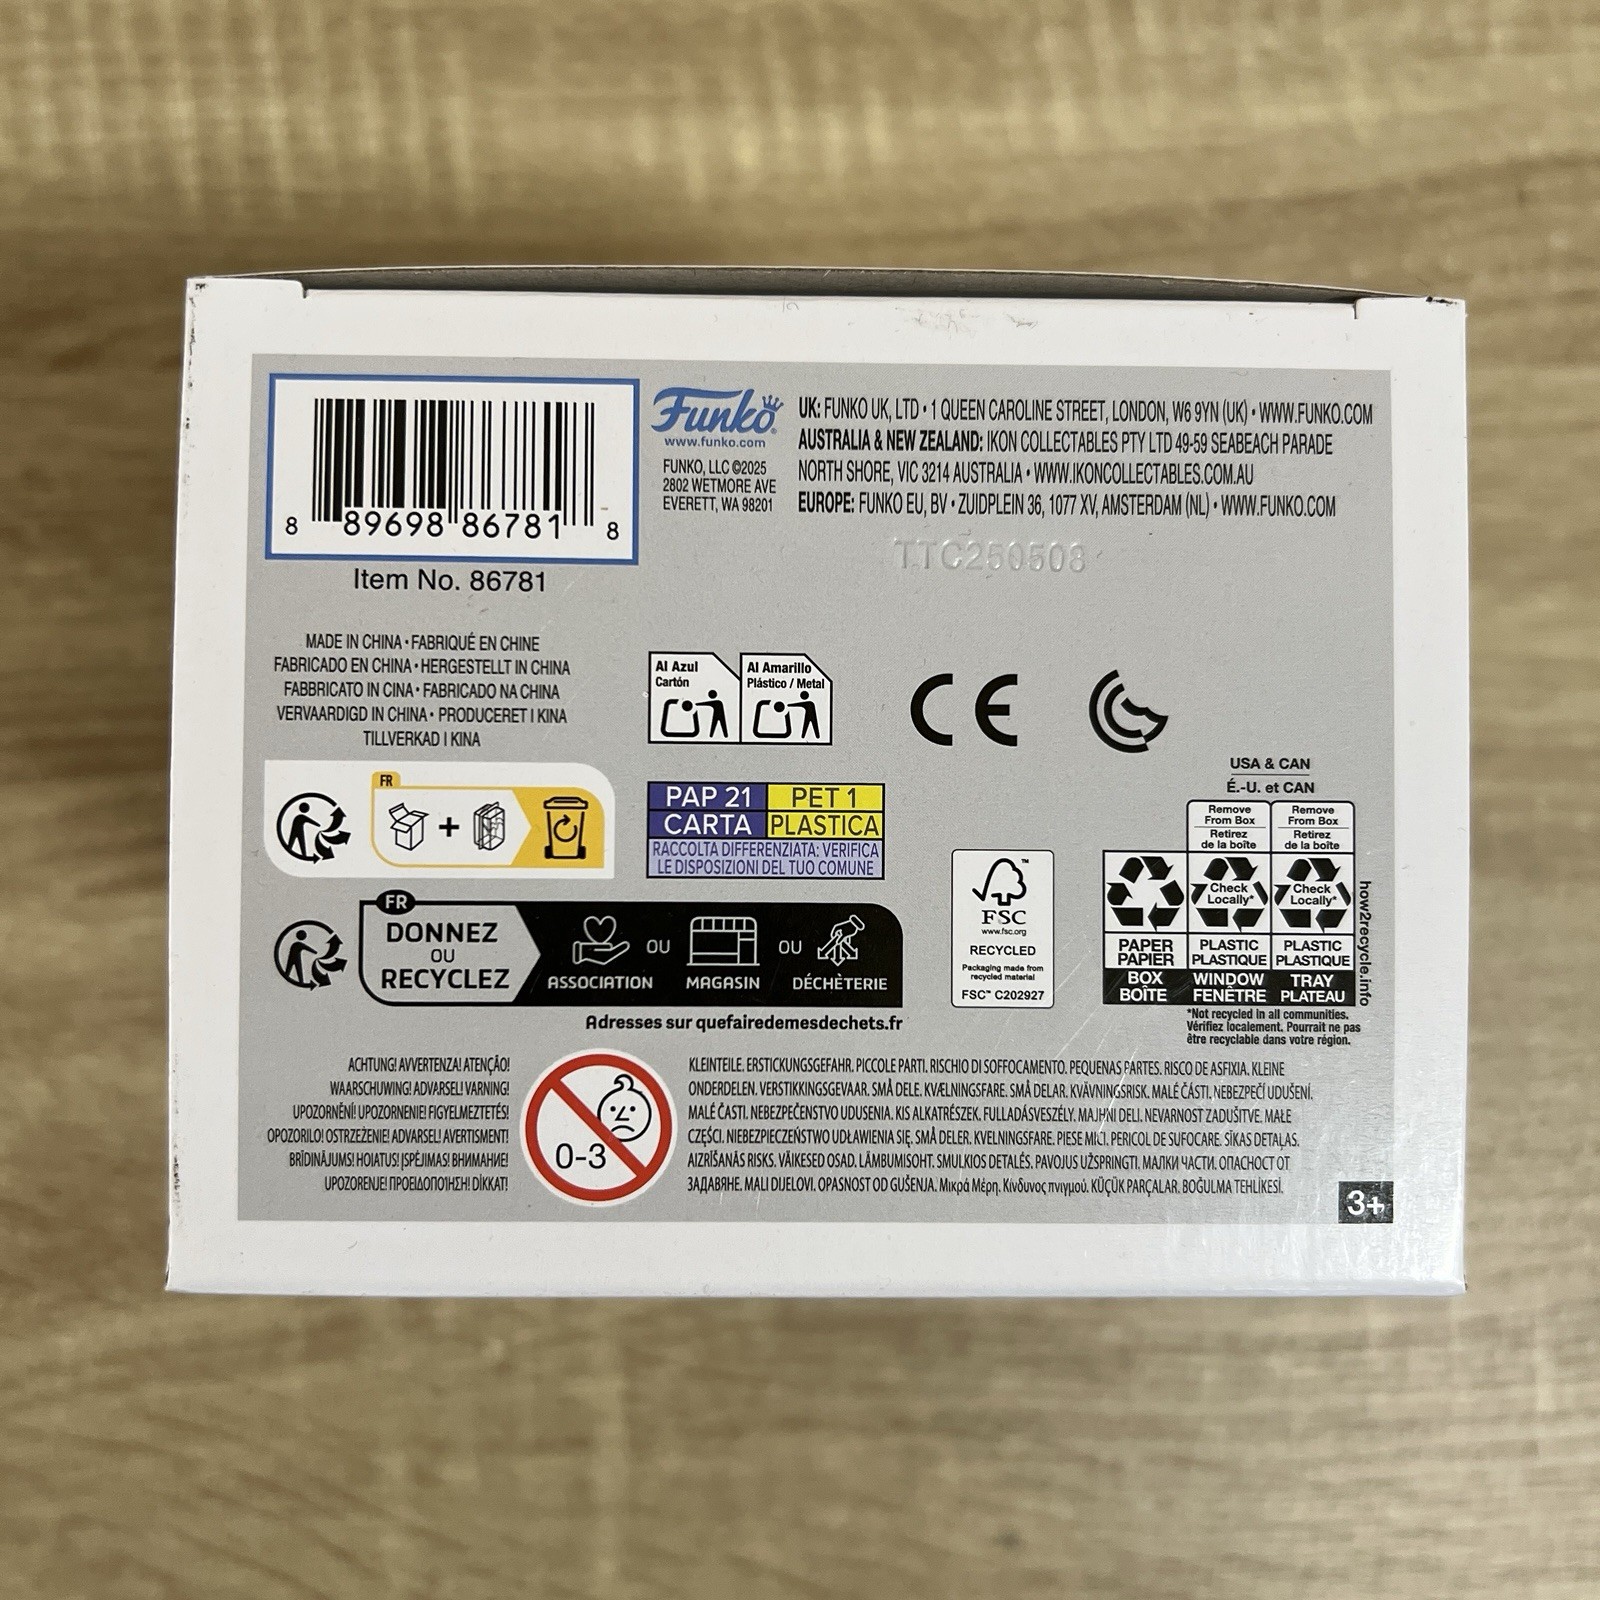 8 89698 86781 8
Item No. 86781
Funko
www.funko.com
FUNKO, LLC ©2025
2802 WETMORE AVE
EVERETT, WA 98201
UK: FUNKO UK, LTD • 1 QUEEN CAROLINE STREET, LONDON, W6 9YN (UK) • WWW.FUNKO.COM
AUSTRALIA & NEW ZEALAND: IKON COLLECTABLES PTY LTD 49-59 SEABEACH PARADE
NORTH SHORE, VIC 3214 AUSTRALIA • WWW.IKONCOLLECTABLES.COM.AU
EUROPE: FUNKO EU, BV • ZUIDPLEIN 36, 1077 XV, AMSTERDAM (NL) • WWW.FUNKO.COM
TTC250508
MADE IN CHINA • FABRIQUÉ EN CHINE
FABRICADO EN CHINA • HERGESTELLT IN CHINA
FABBRICATO IN CINA • FABRICADO NA CHINA
VERVAARDIGD IN CHINA • PRODUCERET I KINA
TILLVERKAD I KINA
Al Azul
Cartón
Al Amarillo
Plástico / Metal
CE
FR
PAP 21
CARTA
PET 1
PLASTICA
RACCOLTA DIFFERENZIATA: VERIFICA
LE DISPOSIZIONI DEL TUO COMUNE
FR
DONNEZ
OU
RECYCLEZ
ASSOCIATION
OU
MAGASIN
OU
DÉCHÈTERIE
Adresses sur quefairedemesdechets.fr
FSC
www.fsc.org
RECYCLED
Packaging made from
recycled material
FSC™ C202927
USA & CAN
É.-U. et CAN
Remove
From Box
Retirez
de la boîte
Remove
From Box
Retirez
de la boîte
Check
Locally*
Check
Locally*
PAPER
PAPIER
BOX
BOÎTE
PLASTIC
PLASTIQUE
WINDOW
FENÊTRE
PLASTIC
PLASTIQUE
TRAY
PLATEAU
how2recycle.info
*Not recycled in all communities.
Vérifiez localement. Pourrait ne pas
être recyclable dans votre région.
ACHTUNG! AVVERTENZA! ATENÇÃO!
WAARSCHUWING! ADVARSEL! VARNING!
UPOZORNĚNÍ! UPOZORNENIE! FIGYELMEZTETÉS!
OPOZORILO! OSTRZEŻENIE! ADVARSEL! AVERTISMENT!
BRĪDINĀJUMS! HOIATUS! ĮSPĖJIMAS! ВНИМАНИЕ!
UPOZORENJE! ΠΡΟΕΙΔΟΠΟΙΗΣΗ! DİKKAT!
0-3
KLEINTEILE. ERSTICKUNGSGEFAHR. PICCOLE PARTI. RISCHIO DI SOFFOCAMENTO. PEQUENAS PARTES. RISCO DE ASFIXIA. KLEINE
ONDERDELEN. VERSTIKKINGSGEVAAR. SMÅ DELE. KVÆLNINGSFARE. SMÅ DELAR. KVÄVNINGSRISK. MALÉ ČÁSTI. NEBEZPEČÍ UDUŠENÍ.
MALÉ ČASTI. NEBEZPEČENSTVO UDUSENIA. KIS ALKATRÉSZEK. FULLADÁSVESZÉLY. MAJHNI DELI. NEVARNOST ZADUŠITVE. MAŁE
CZĘŚCI. NIEBEZPIECZEŃSTWO UDŁAWIENIA SIĘ. SMÅ DELER. KVELNINGSFARE. PIESE MICI. PERICOL DE SUFOCARE. SĪKAS DETAĻAS.
AIZRĪŠANĀS RISKS. VÄIKESED OSAD. LÄMBUMISOHT. SMULKIOS DETALĖS. PAVOJUS UŽSPRINGTI. МАЛКИ ЧАСТИ. ОПАСНОСТ ОТ
ЗАДАВЯНЕ. MALI DIJELOVI. OPASNOST OD GUŠENJA. Μικρά Μέρη. Κίνδυνος πνιγμού. KÜÇÜK PARÇALAR. BOĞULMA TEHLİKESİ.
3+